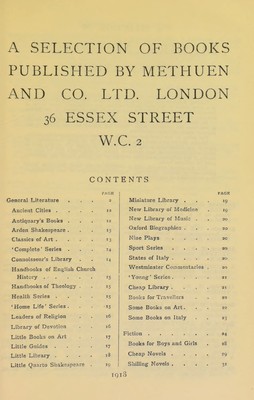 A SELECTION OF BOOKS
PUBLISHED BY METHUEN
AND CO. LTD. LONDON
36 ESSEX STREET
W.C. 2
CONTENTS
PAGE
General Literature . . . .
Ancient Cities . . . .
Antiquary's Books . . . .
Arden Shakespeare . . . 13
Classics of Art . . . . 13
'Complete' Series . . . . 14
Connoisseur's Library . . . 14
Handbooks of English Church
History . . . . 15
Handbooks of Theology . . . 15
Health Series . . . . 15
'Home Life' Series . . . . 15
Leaders of Religion . . . 16
Library of Devotion . . . 16
Little Books on Art . . . 17
Little Guides . . . . 17
Little Library . . . . 18
Little Quarto Shakespeare . . 19
PAGE
Miniature Library . . . 19
New Library of Medicine . . 19
New Library of Music . . 20
Oxford Biographies . . . 20
Nine Plays . . . . 20
Sport Series . . . . 20
States of Italy . . . . 20
Westminster Commentaries . 20
'Young' Series . . . . 21
Cheap Library . . . . 21
Books for Travellers . . 22
Some Books on Art . . . 22
Some Books on Italy . . 23
Fiction . . . . 24
Books for Boys and Girls . 28
Cheap Novels . . . . 29
Shilling Novels . . . . 31
1918